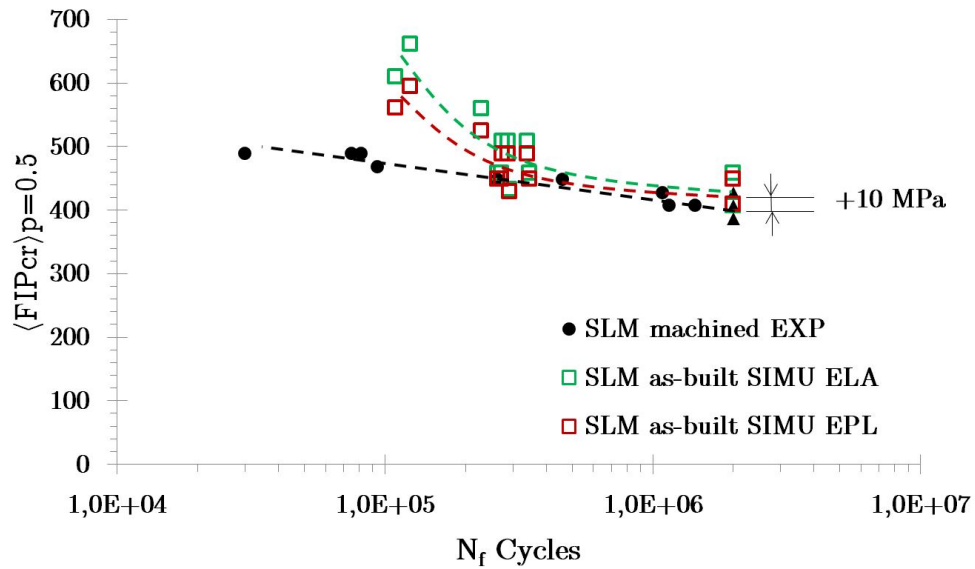 700
600
500
400
300
200
100
0
⟨FIPcr⟩p=0.5
+10 MPa
SLM machined EXP
SLM as-built SIMU ELA
SLM as-built SIMU EPL
1,0E+04 1,0E+05 1,0E+06 1,0E+07
Nf Cycles